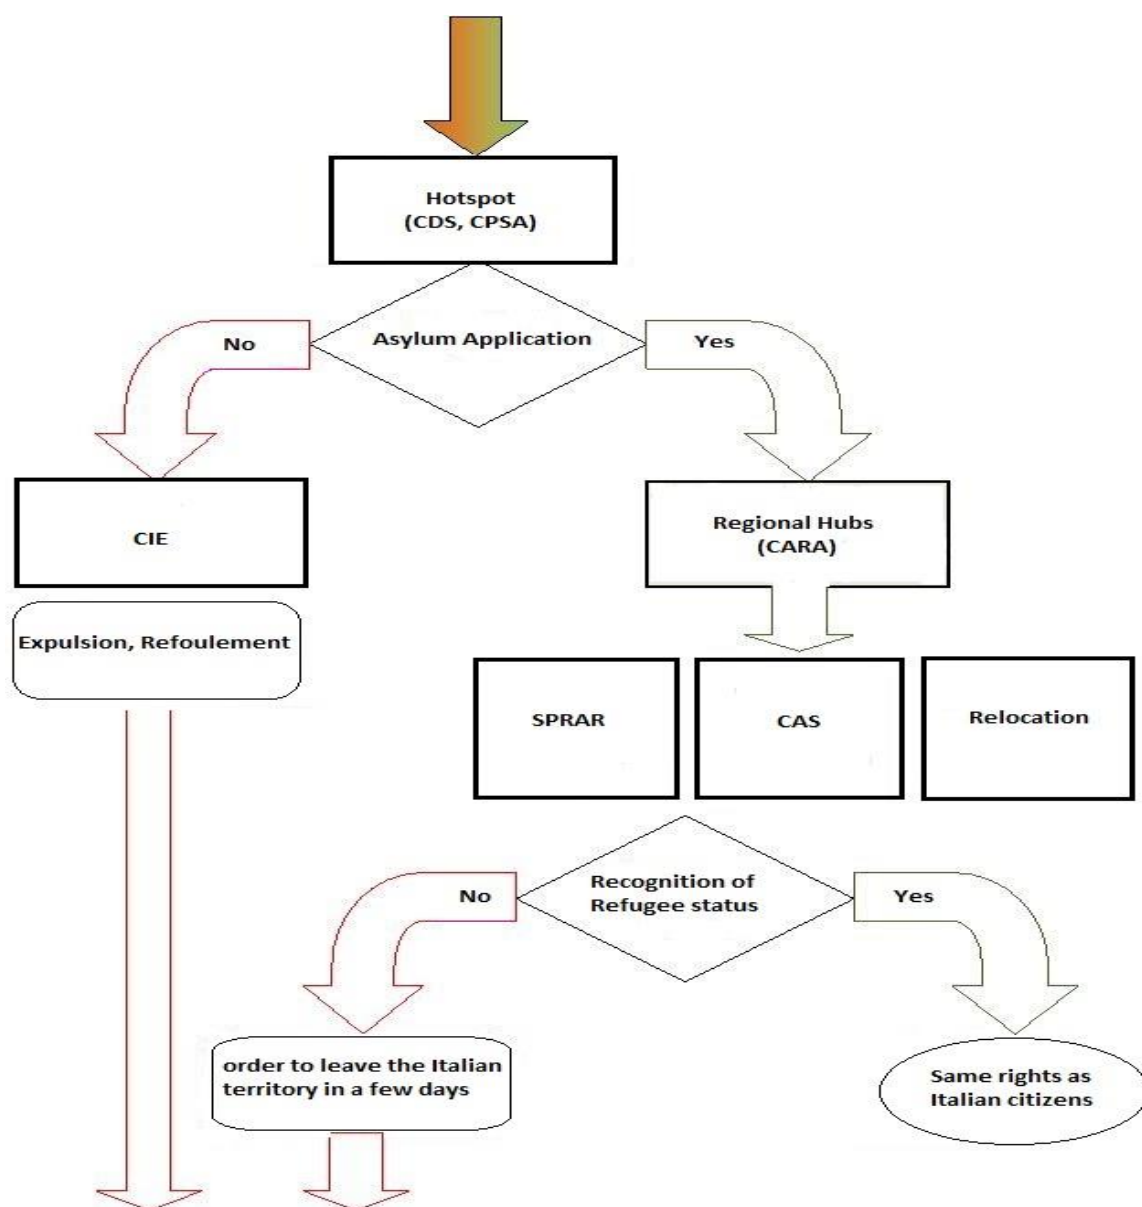 Hotspot
(CDS, CPSA)
Asylum Application
No
Yes
CIE
Regional Hubs
(CARA)
Expulsion, Refoulement
SPRAR
CAS
Relocation
Recognition of
Refugee status
No
Yes
order to leave the Italian
territory in a few days
Same rights as
Italian citizens